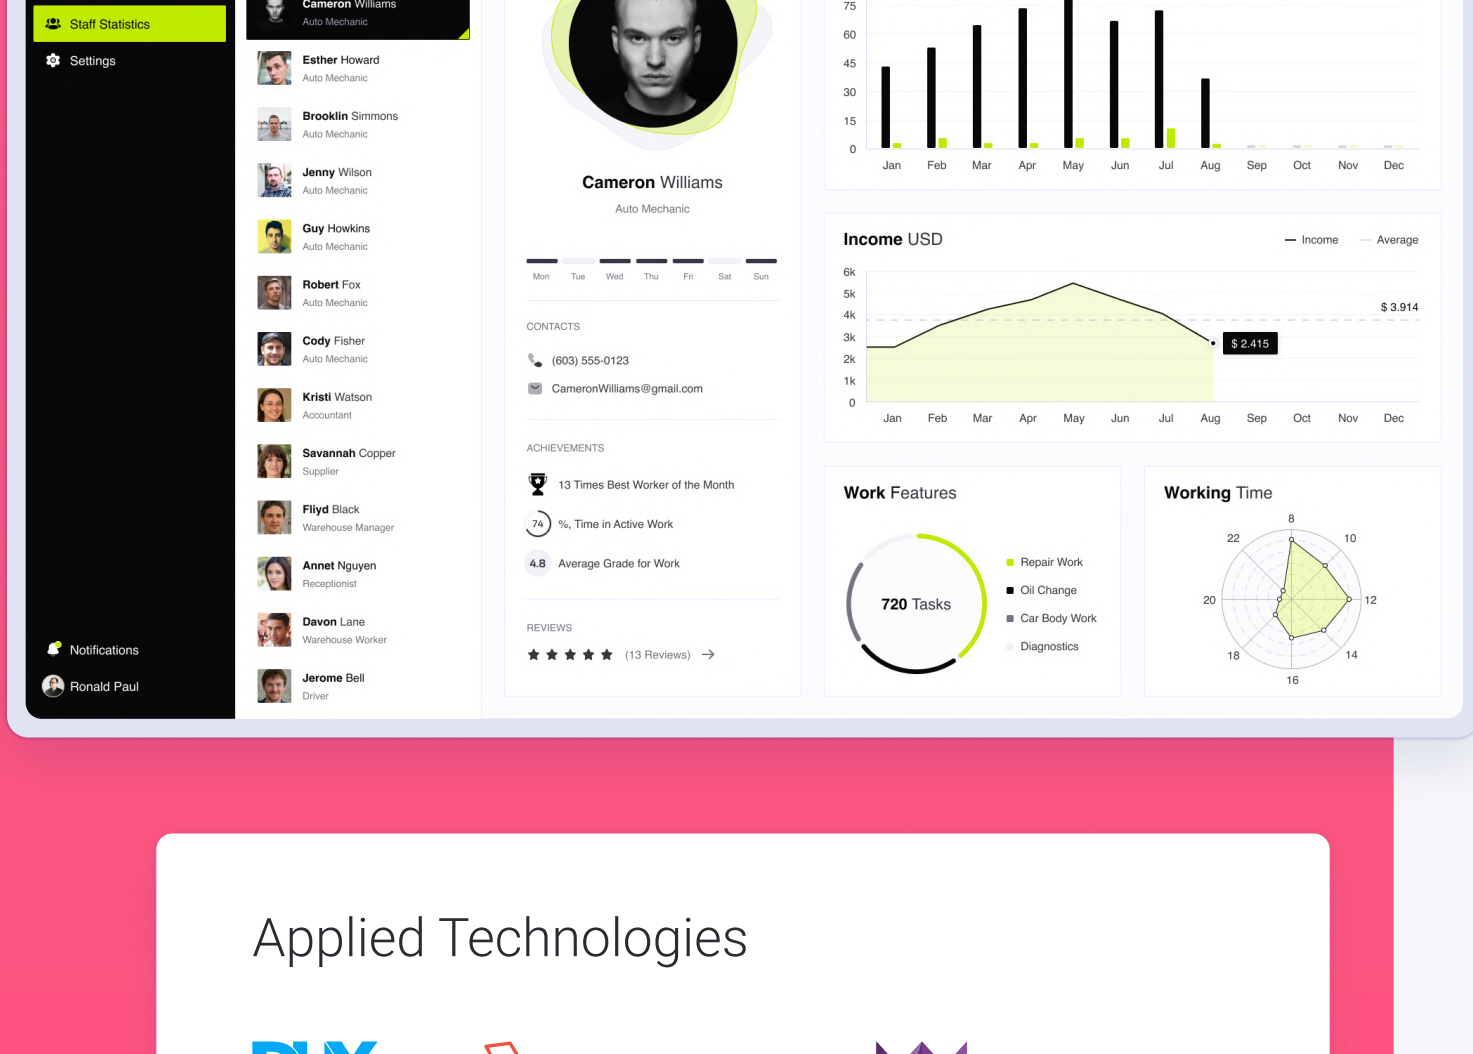 Staff Statistics
Settings
Notifications
Ronald Paul
Cameron Williams
Auto Mechanic
Esther Howard
Auto Mechanic
Brooklin Simmons
Auto Mechanic
Jenny Wilson
Auto Mechanic
Guy Howkins
Auto Mechanic
Robert Fox
Auto Mechanic
Cody Fisher
Auto Mechanic
Kristi Watson
Accountant
Savannah Copper
Supplier
Fliyd Black
Warehouse Manager
Annet Nguyen
Receptionist
Davon Lane
Warehouse Worker
Jerome Bell
Driver
Cameron Williams
Auto Mechanic
Mon Tue Wed Thu Fri Sat Sun
CONTACTS
(603) 555-0123
CameronWilliams@gmail.com
ACHIEVEMENTS
13 Times Best Worker of the Month
74 %, Time in Active Work
4.8 Average Grade for Work
REVIEWS
(13 Reviews)
75
60
45
30
15
0
Jan Feb Mar Apr May Jun Jul Aug Sep Oct Nov Dec
Income USD
Income Average
6k
5k
4k
3k
2k
1k
0
$ 3.914
$ 2.415
Jan Feb Mar Apr May Jun Jul Aug Sep Oct Nov Dec
Work Features
720 Tasks
Repair Work
Oil Change
Car Body Work
Diagnostics
Working Time
8
10
12
14
16
18
20
22
Applied Technologies